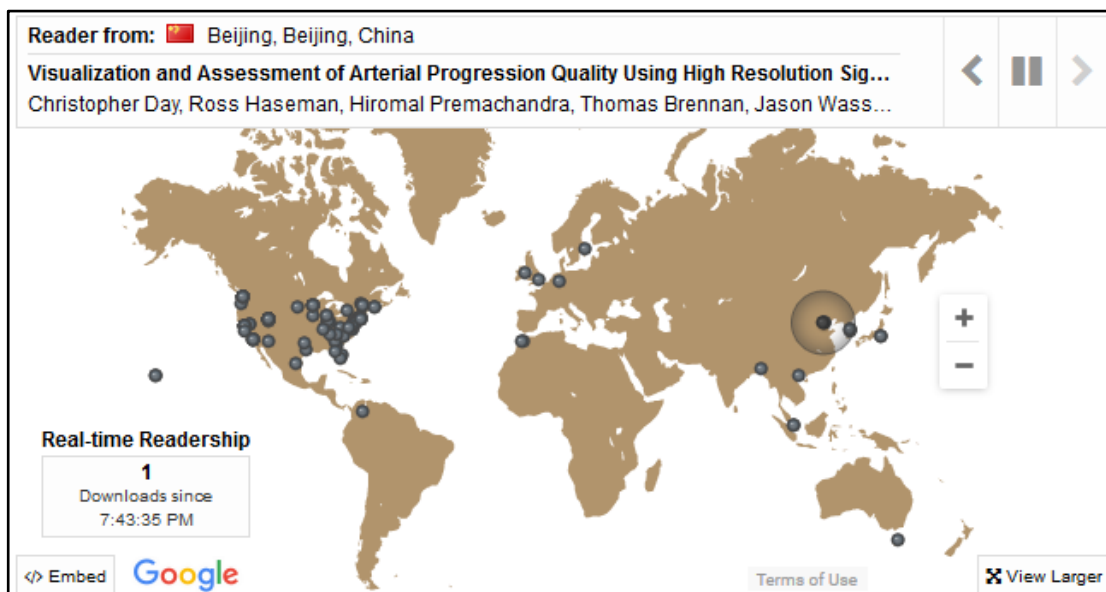 Reader from: Beijing, Beijing, China
Visualization and Assessment of Arterial Progression Quality Using High Resolution Sig...
Christopher Day, Ross Haseman, Hiromal Premachandra, Thomas Brennan, Jason Wass...
Real-time Readership
1
Downloads since
7:43:35 PM
</> Embed
Google
Terms of Use
View Larger